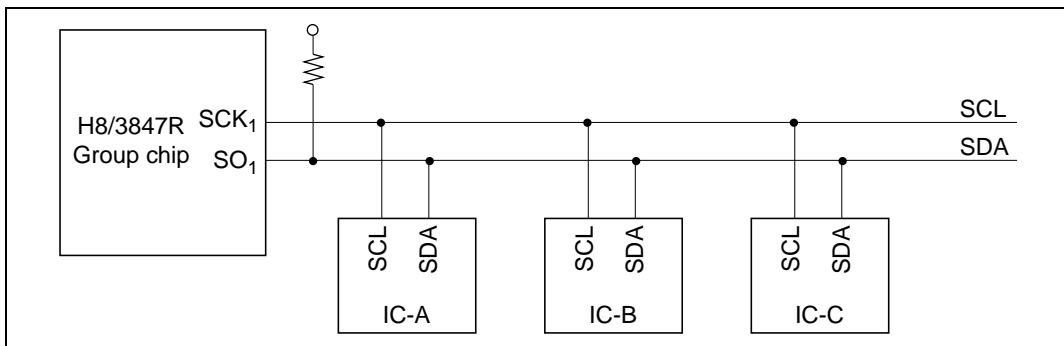 H8/3847R
Group chip
SCK₁
SO₁
SCL
SDA
SCL
SDA
IC-A
SCL
SDA
IC-B
SCL
SDA
IC-C